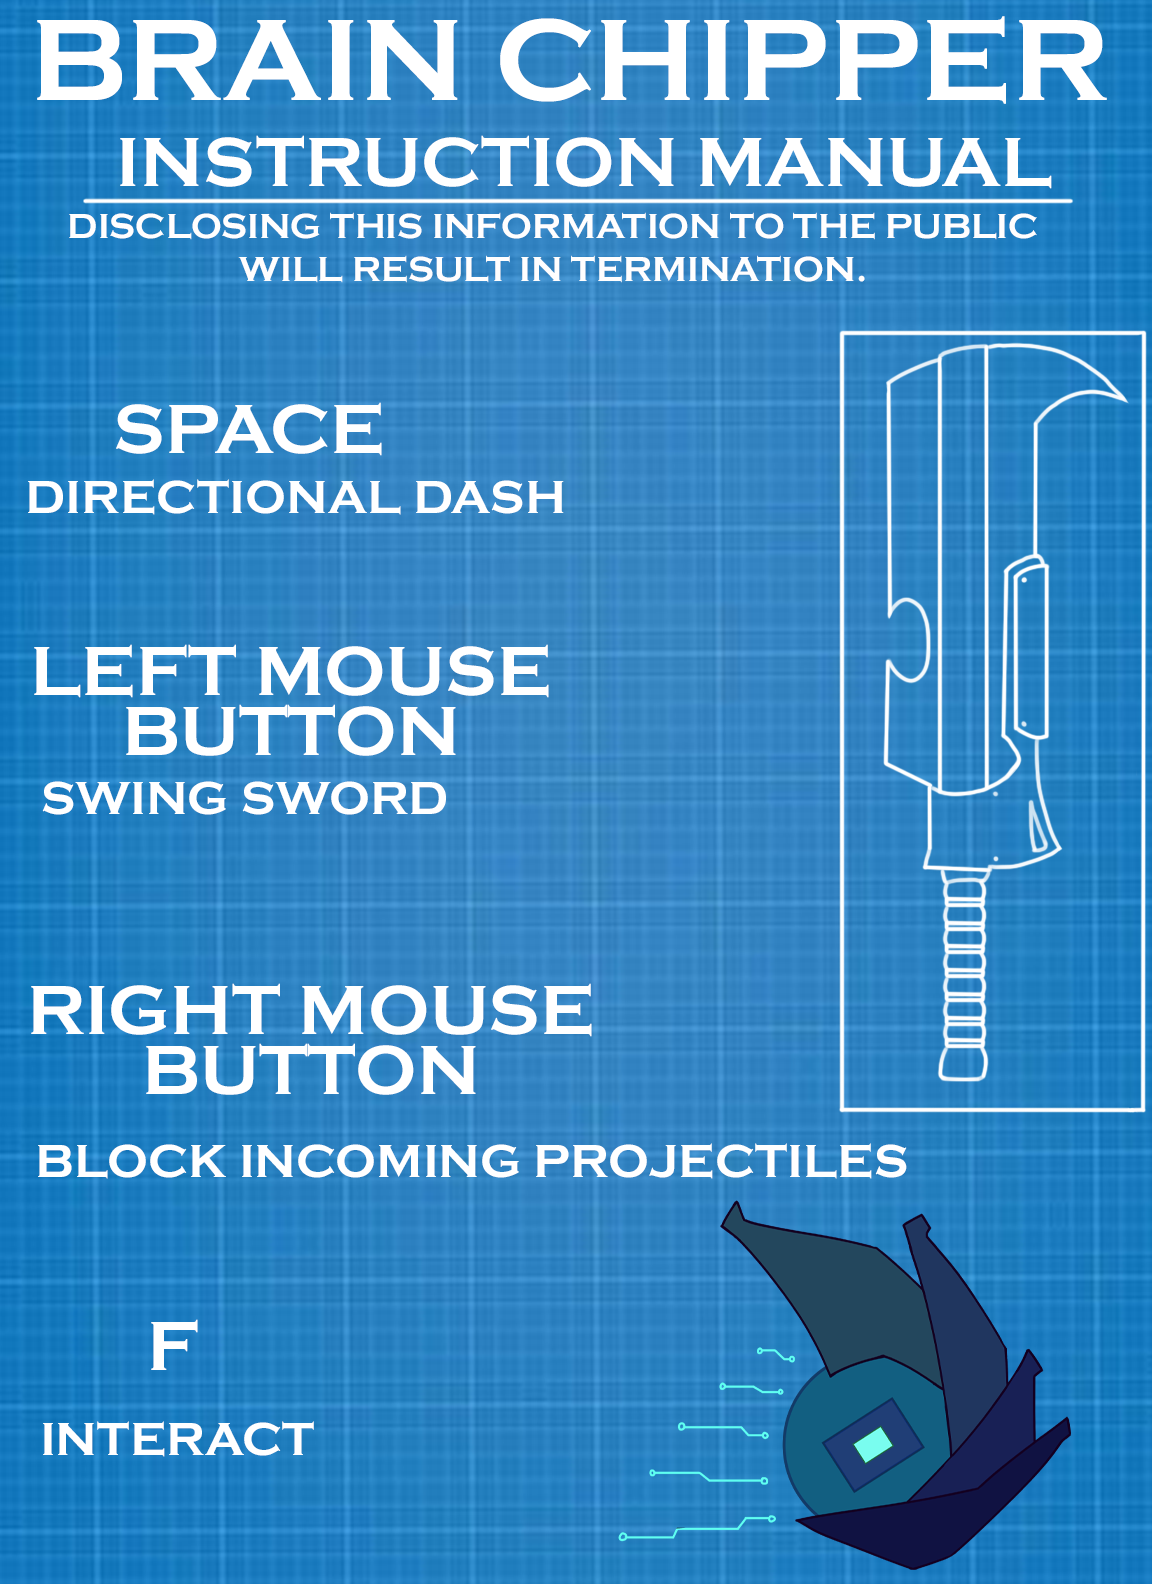 BRAIN CHIPPER
INSTRUCTION MANUAL
DISCLOSING THIS INFORMATION TO THE PUBLIC
WILL RESULT IN TERMINATION.
SPACE
DIRECTIONAL DASH
LEFT MOUSE
BUTTON
SWING SWORD
RIGHT MOUSE
BUTTON
BLOCK INCOMING PROJECTILES
F
INTERACT